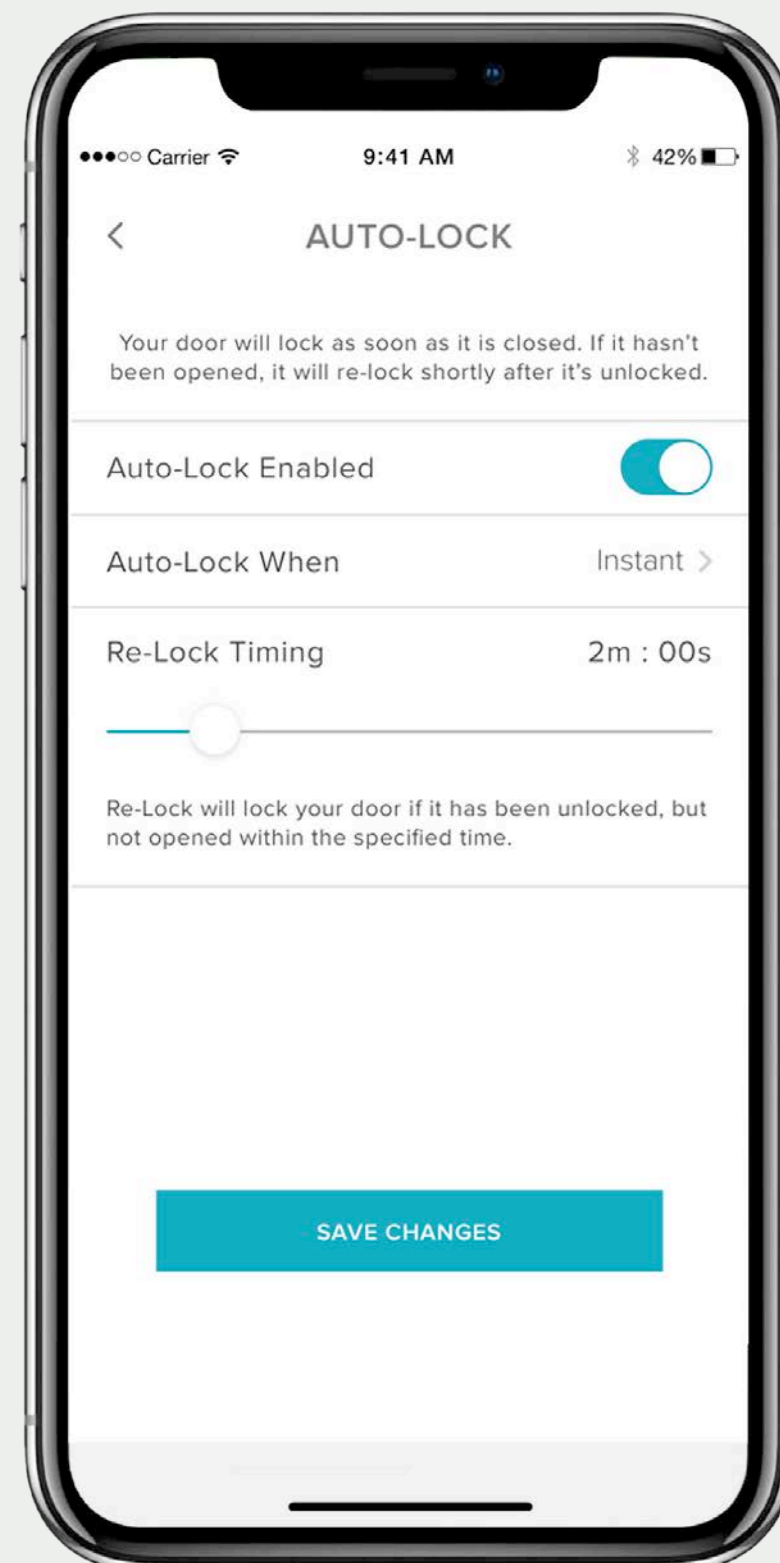 ●●●○○ Carrier 9:41 AM 42%
AUTO-LOCK
Your door will lock as soon as it is closed. If it hasn't
been opened, it will re-lock shortly after it's unlocked.
Auto-Lock Enabled
Auto-Lock When Instant >
Re-Lock Timing 2m : 00s
Re-Lock will lock your door if it has been unlocked, but
not opened within the specified time.
SAVE CHANGES